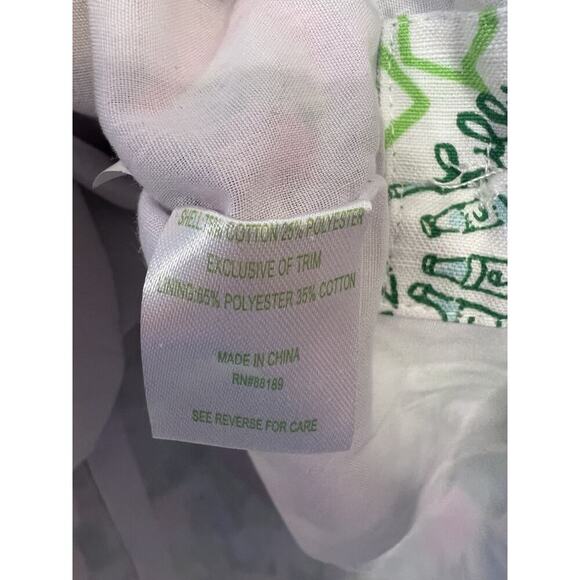 SHELL:75% COTTON 25% POLYESTER
EXCLUSIVE OF TRIM
LINING:65% POLYESTER 35% COTTON
MADE IN CHINA
RN#88189
SEE REVERSE FOR CARE